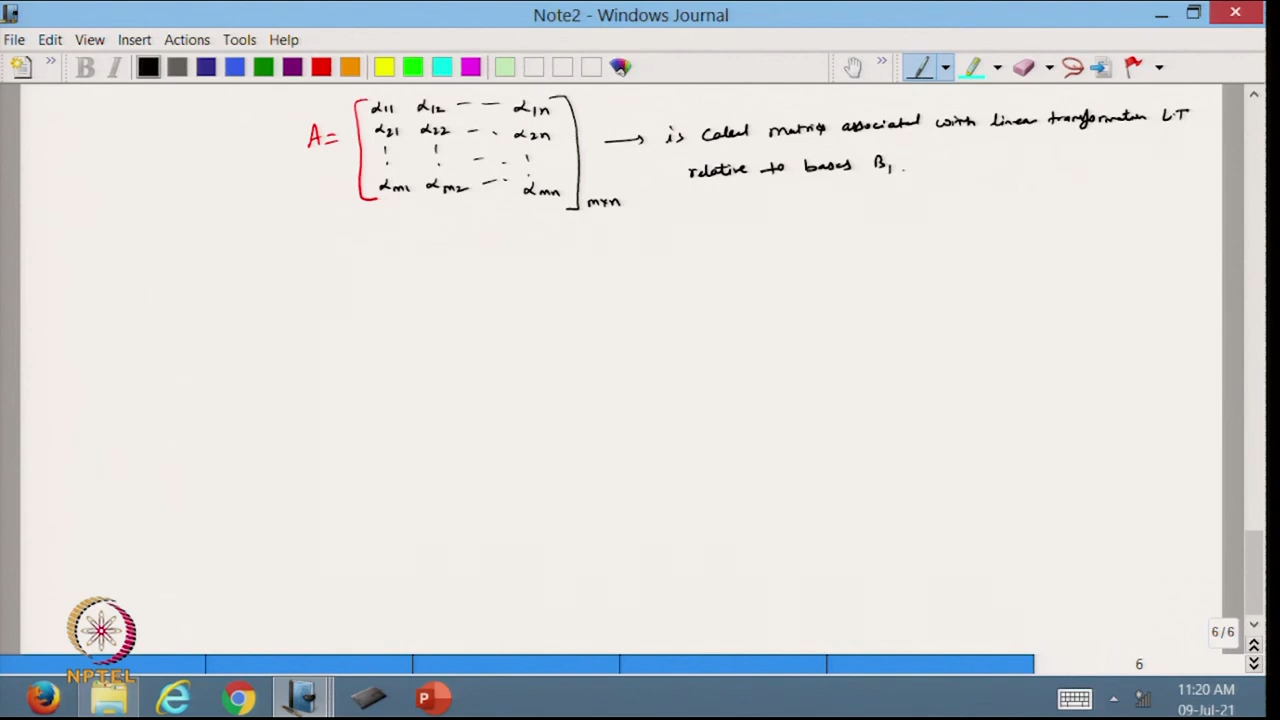 Note2 - Windows Journal
File Edit View Insert Actions Tools Help
A = [ α11 α12 - - α1n
α21 α22 - - α2n
αm1 αm2 - - αmn ] m×n
→ is Caled matrix associated with linear transformation L.T
relative to bases B1.
6/6
6
NPTEL
11:20 AM
09-Jul-21